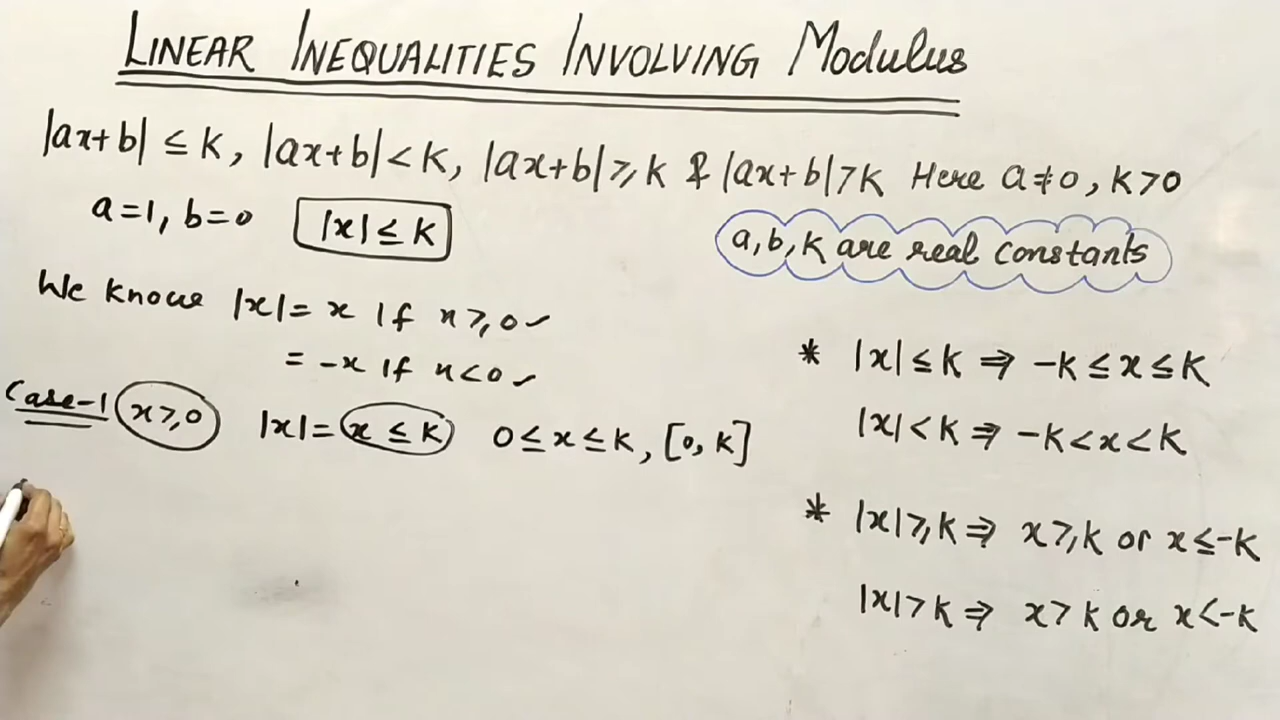 LINEAR INEQUALITIES INVOLVING Modulus
|ax+b| ≤ K, |ax+b| < K, |ax+b| ≥ K & |ax+b| > K Here a ≠ 0, K > 0
a=1, b=0 |x| ≤ K
a, b, K are real constants
We know |x| = x If x ≥ 0 ✓
= -x If x < 0 ✓
Case-1 x ≥ 0 |x| = x ≤ K 0 ≤ x ≤ K, [0, K]
* |x| ≤ K ⇒ -K ≤ x ≤ K
|x| < K ⇒ -K < x < K
* |x| ≥ K ⇒ x ≥ K or x ≤ -K
|x| > K ⇒ x > K or x < -K